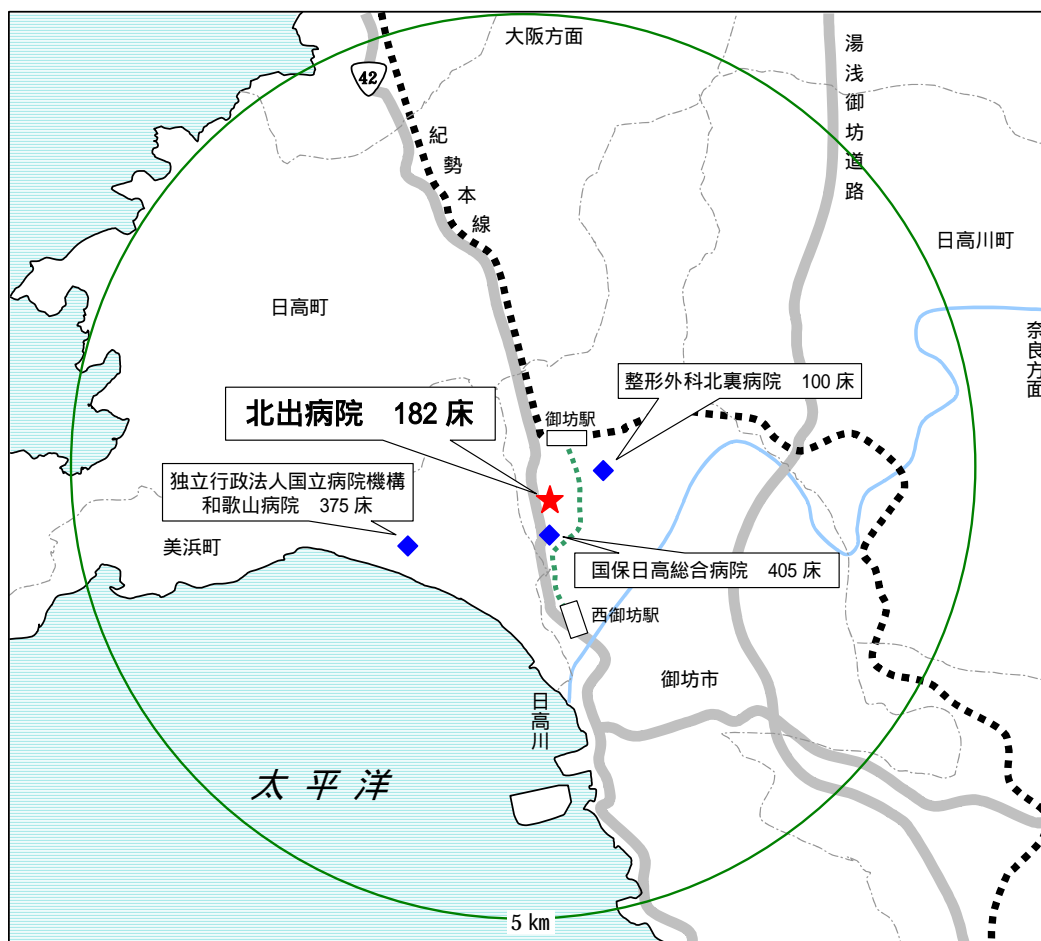 大阪方面
42
湯浅御坊道路
紀勢本線
日高川町
日高町
奈良方面
整形外科北裏病院　100 床
北出病院　182 床
御坊駅
独立行政法人国立病院機構
和歌山病院　375 床
美浜町
国保日高総合病院　405 床
西御坊駅
御坊市
日高川
太平洋
5 km